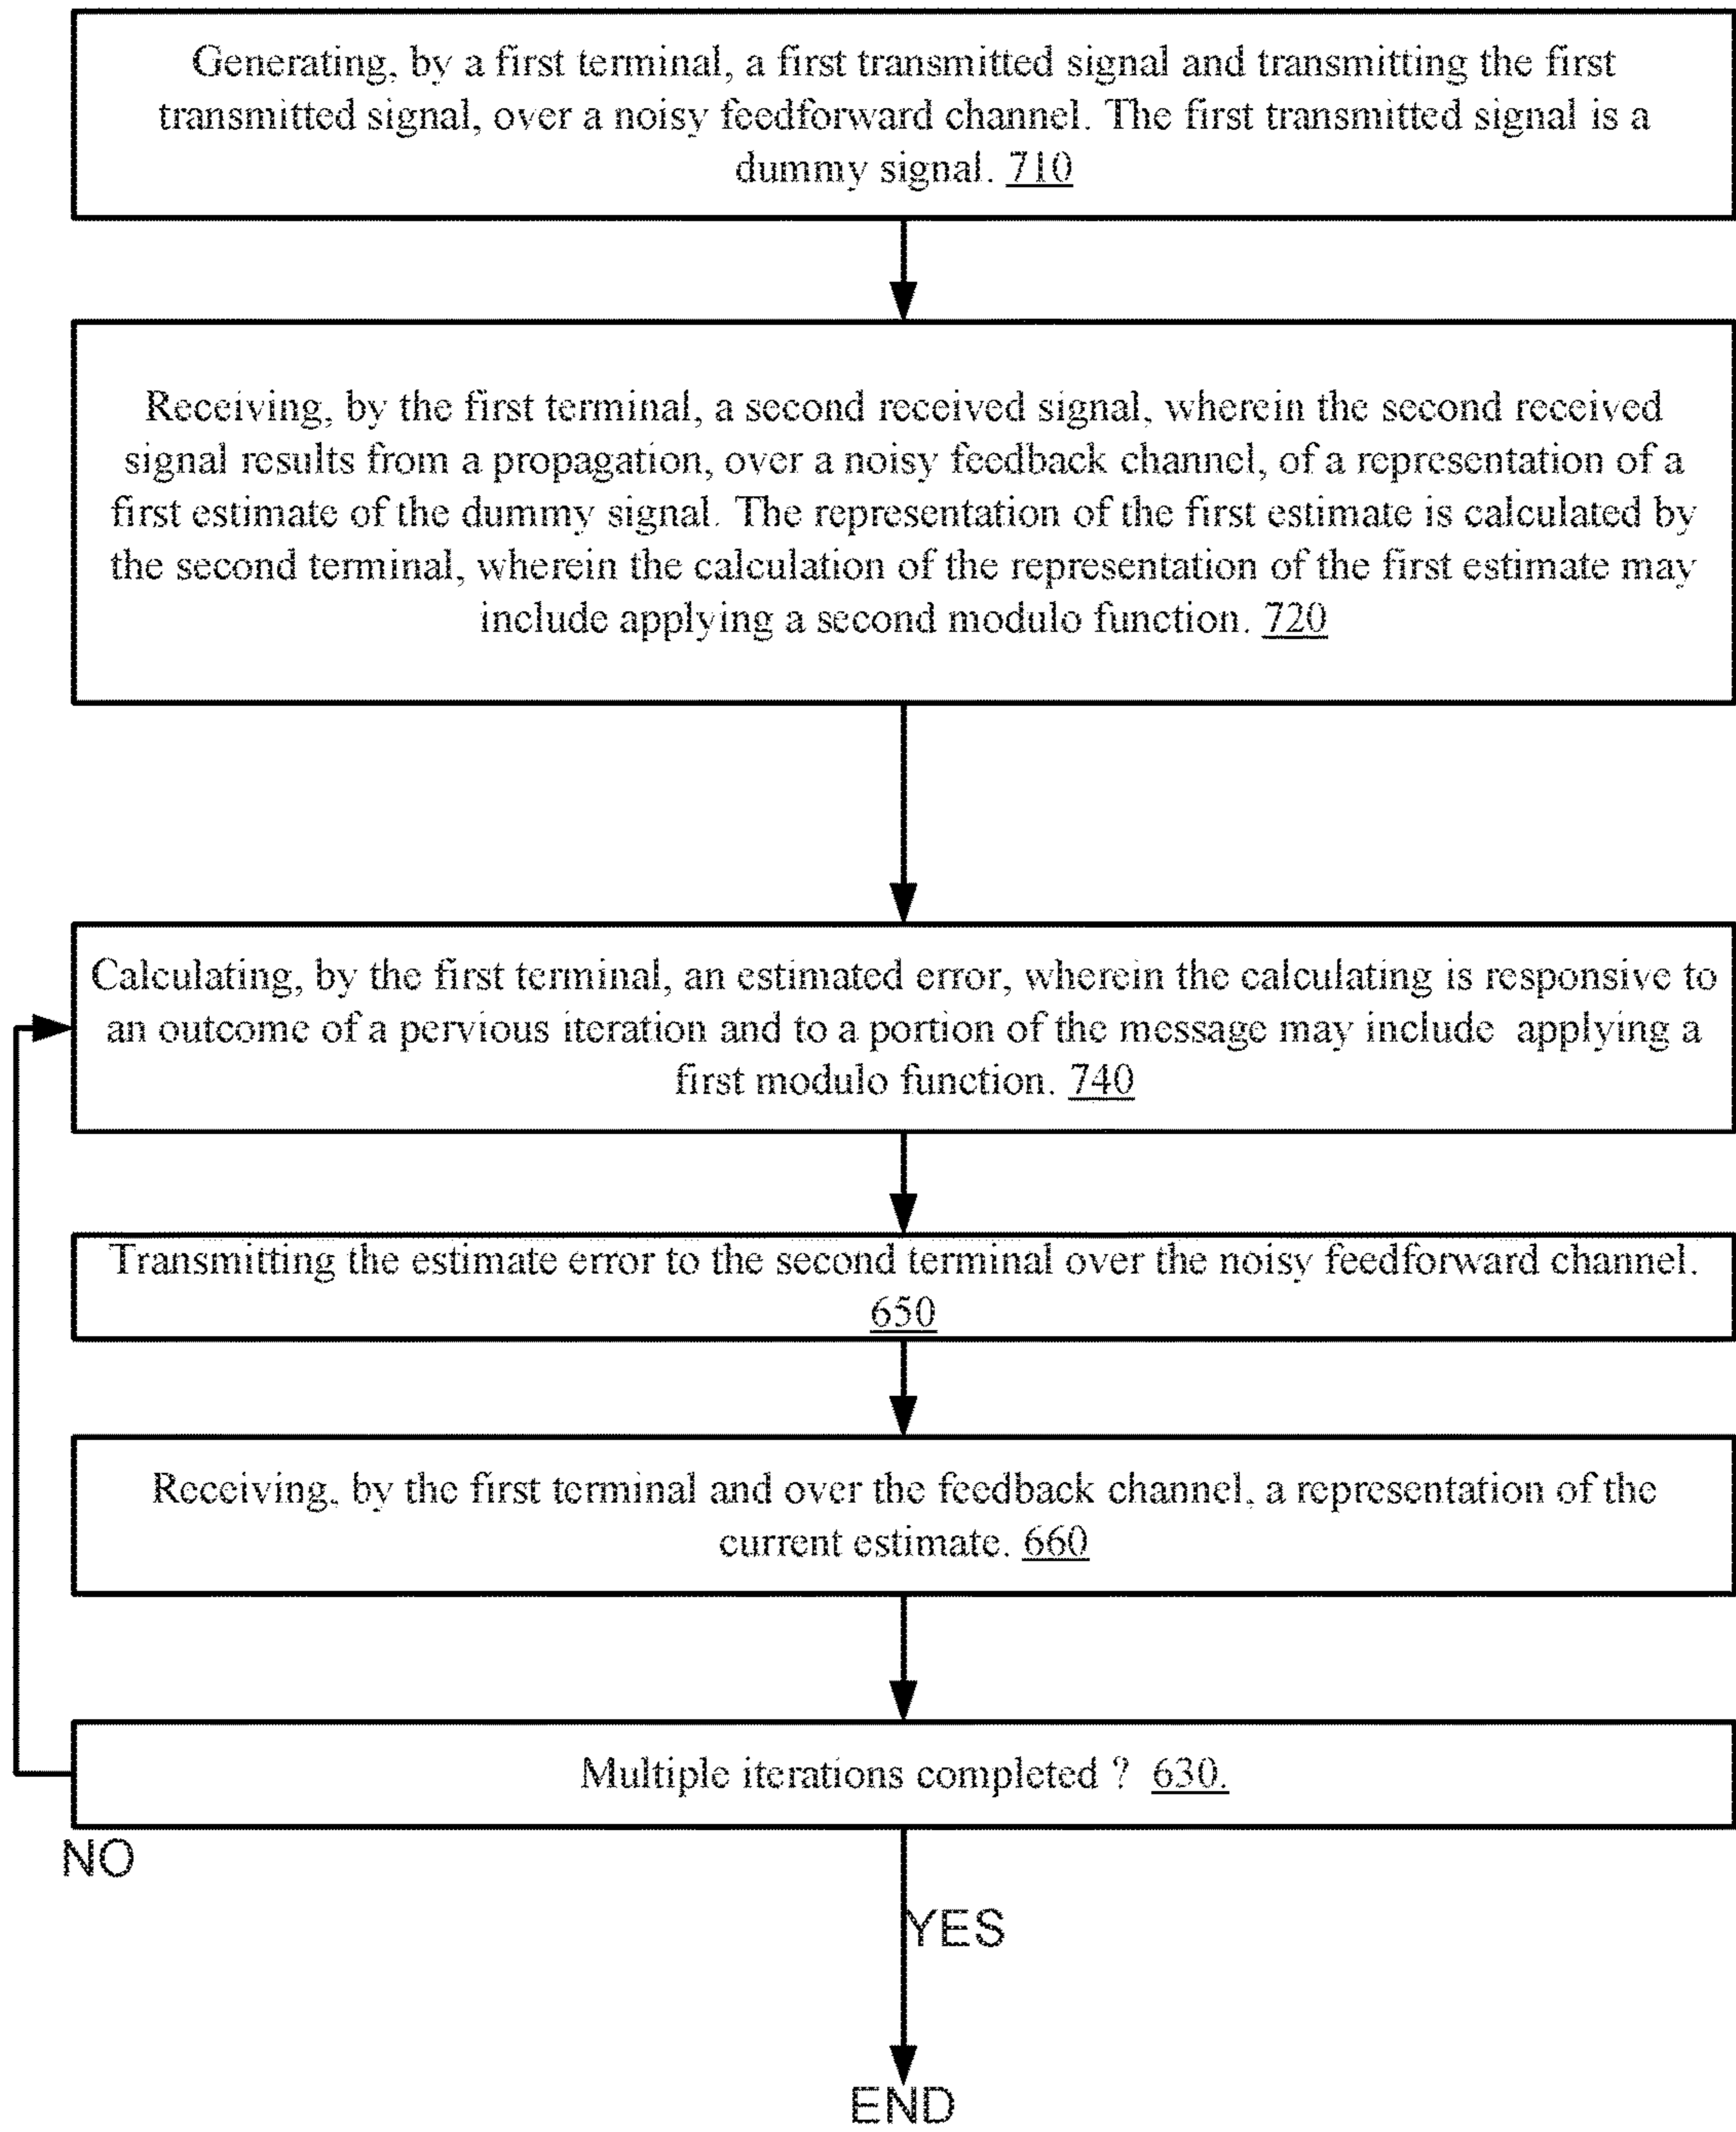 Generating, by a first terminal, a first transmitted signal and transmitting the first
transmitted signal, over a noisy feedforward channel. The first transmitted signal is a
dummy signal. 710
Receiving, by the first terminal, a second received signal, wherein the second received
signal results from a propagation, over a noisy feedback channel, of a representation of a
first estimate of the dummy signal. The representation of the first estimate is calculated by
the second terminal, wherein the calculation of the representation of the first estimate may
include applying a second modulo function. 720
Calculating, by the first terminal, an estimated error, wherein the calculating is responsive to
an outcome of a pervious iteration and to a portion of the message may include applying a
first modulo function. 740
Transmitting the estimate error to the second terminal over the noisy feedforward channel.
650
Receiving, by the first terminal and over the feedback channel, a representation of the
current estimate. 660
Multiple iterations completed ? 630.
NO
YES
END